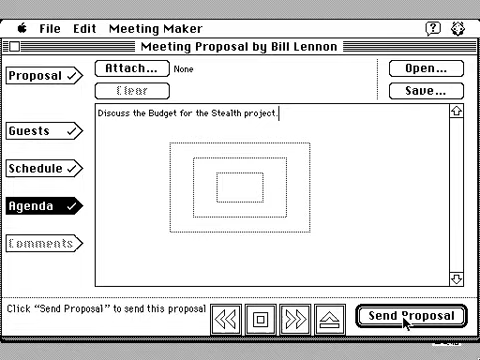 File Edit Meeting Maker
Meeting Proposal by Bill Lennon
Proposal
Attach... None
Open...
Clear
Save...
Discuss the Budget for the Stealth project.
Guests
Schedule
Agenda
Comments
Click "Send Proposal" to send this proposal
Send Proposal